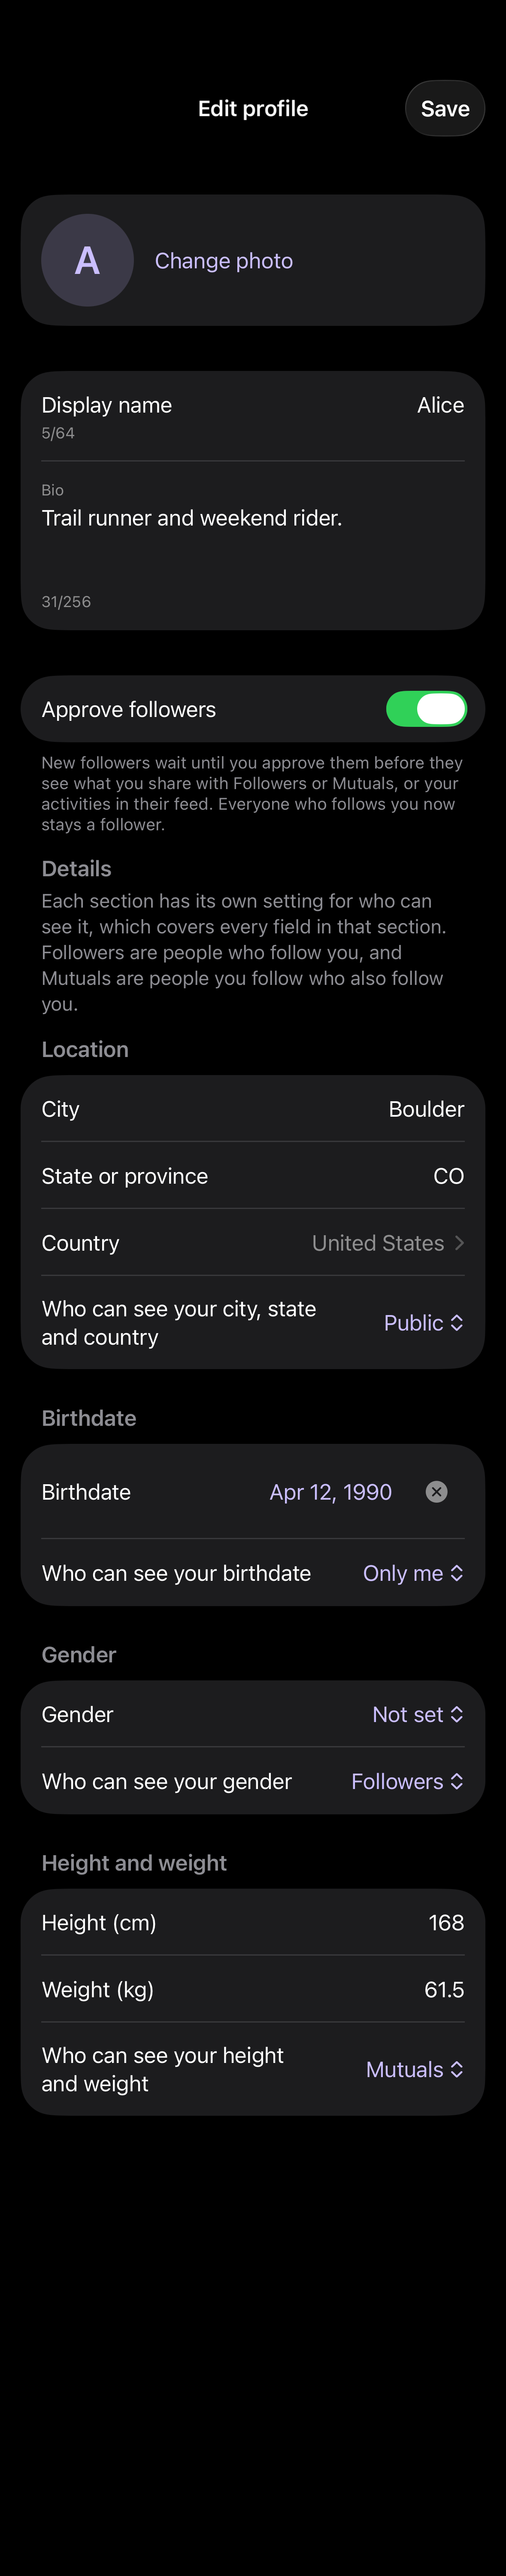 Edit profile
Save
A
Change photo
Display name
Alice
5/64
Bio
Trail runner and weekend rider.
31/256
Approve followers
New followers wait until you approve them before they
see what you share with Followers or Mutuals, or your
activities in their feed. Everyone who follows you now
stays a follower.
Details
Each section has its own setting for who can
see it, which covers every field in that section.
Followers are people who follow you, and
Mutuals are people you follow who also follow
you.
Location
City
Boulder
State or province
CO
Country
United States
Who can see your city, state
and country
Public
Birthdate
Birthdate
Apr 12, 1990
Who can see your birthdate
Only me
Gender
Gender
Not set
Who can see your gender
Followers
Height and weight
Height (cm)
168
Weight (kg)
61.5
Who can see your height
and weight
Mutuals